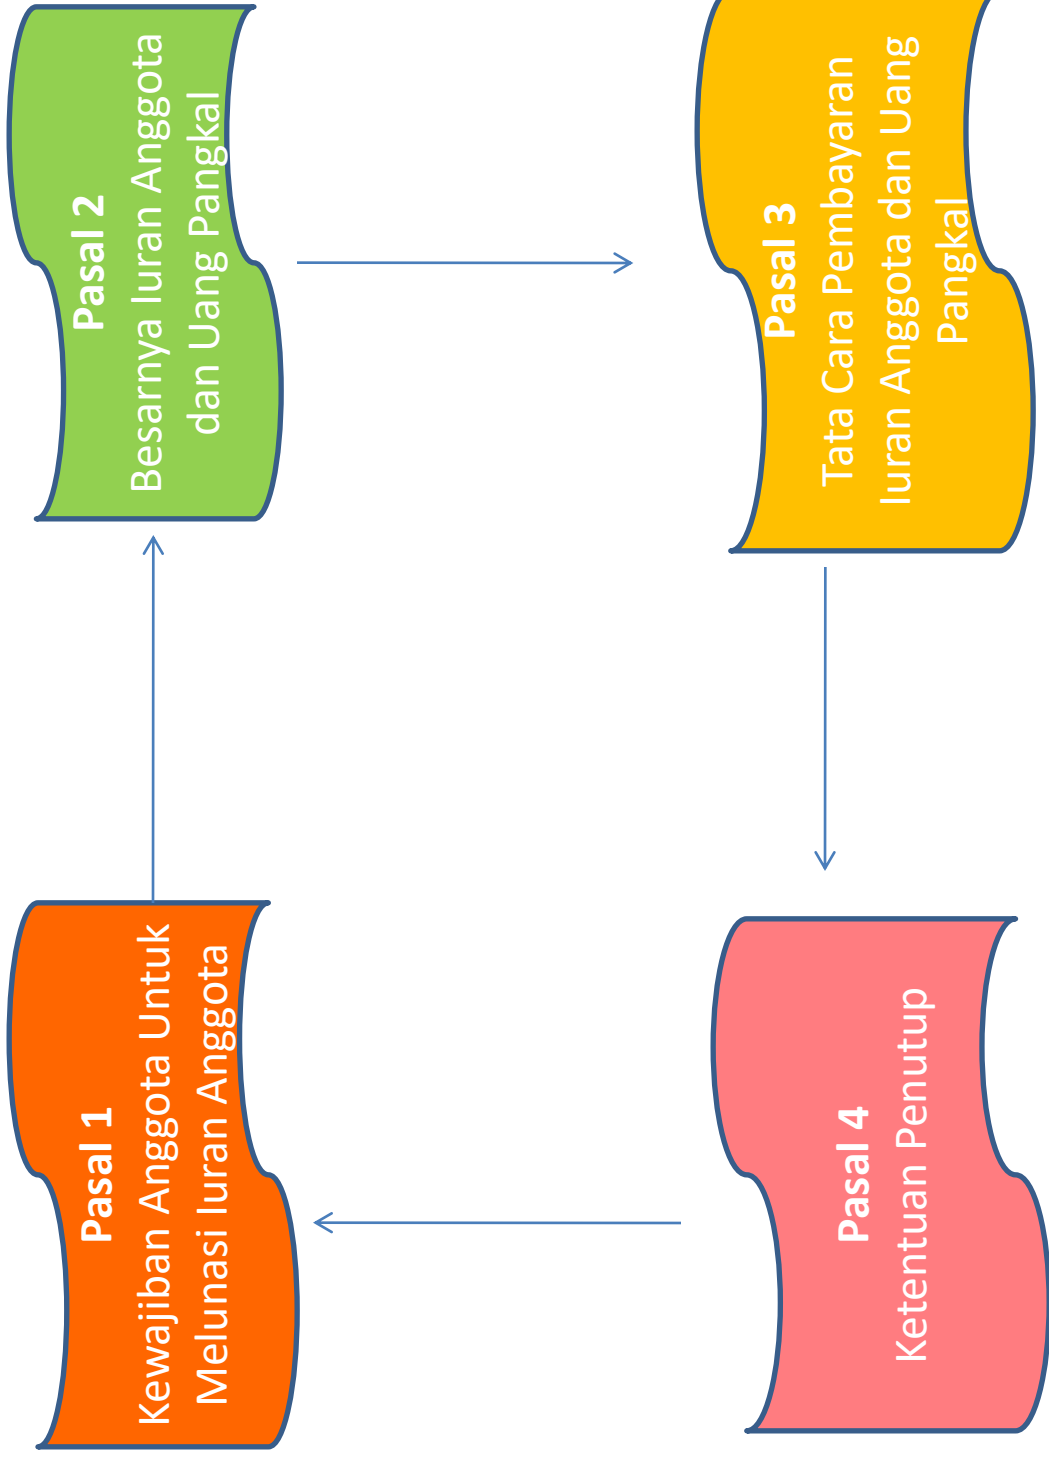 Pasal 1
Kewajiban Anggota Untuk
Melunasi Iuran Anggota
Pasal 2
Besarnya Iuran Anggota
dan Uang Pangkal
Pasal 3
Tata Cara Pembayaran
Iuran Anggota dan Uang
Pangkal
Pasal 4
Ketentuan Penutup